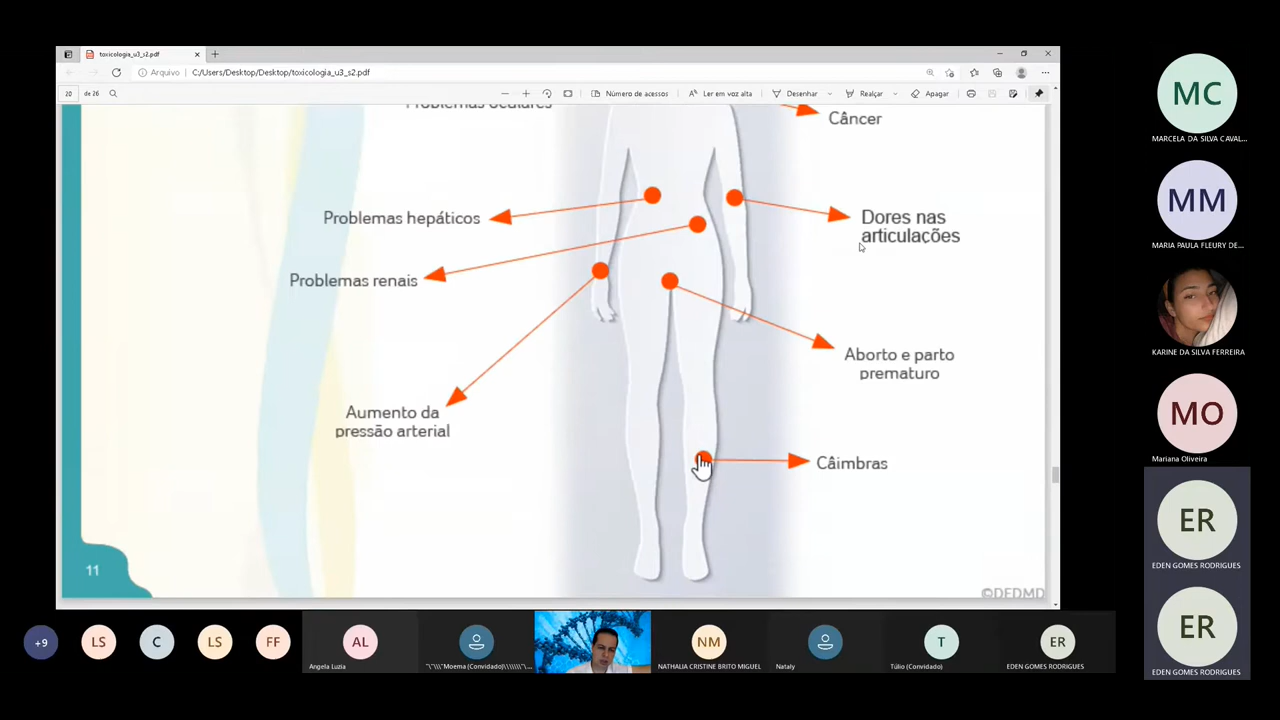 toxicologia_u3_s2.pdf
Arquivo
C:/Users/Desktop/Desktop/toxicologia_u3_s2.pdf
20
de 26
Número de acessos
Ler em voz alta
Desenhar
Realçar
Apagar
Problemas oculares
Câncer
Problemas hepáticos
Dores nas
articulações
Problemas renais
Aborto e parto
prematuro
Aumento da
pressão arterial
Câimbras
11
©DEDMD
MC
MARCELA DA SILVA CAVAL...
MM
MARIA PAULA FLEURY DE...
KARINE DA SILVA FERREIRA
MO
Mariana Oliveira
ER
EDEN GOMES RODRIGUES
ER
EDEN GOMES RODRIGUES
+9
LS
C
LS
FF
AL
Angela Luzia
"\"\\\"Moema (Convidado)\\\\\\\"\...
NM
NATHALIA CRISTINE BRITO MIGUEL
Nataly
T
Túlio (Convidado)
ER
EDEN GOMES RODRIGUES